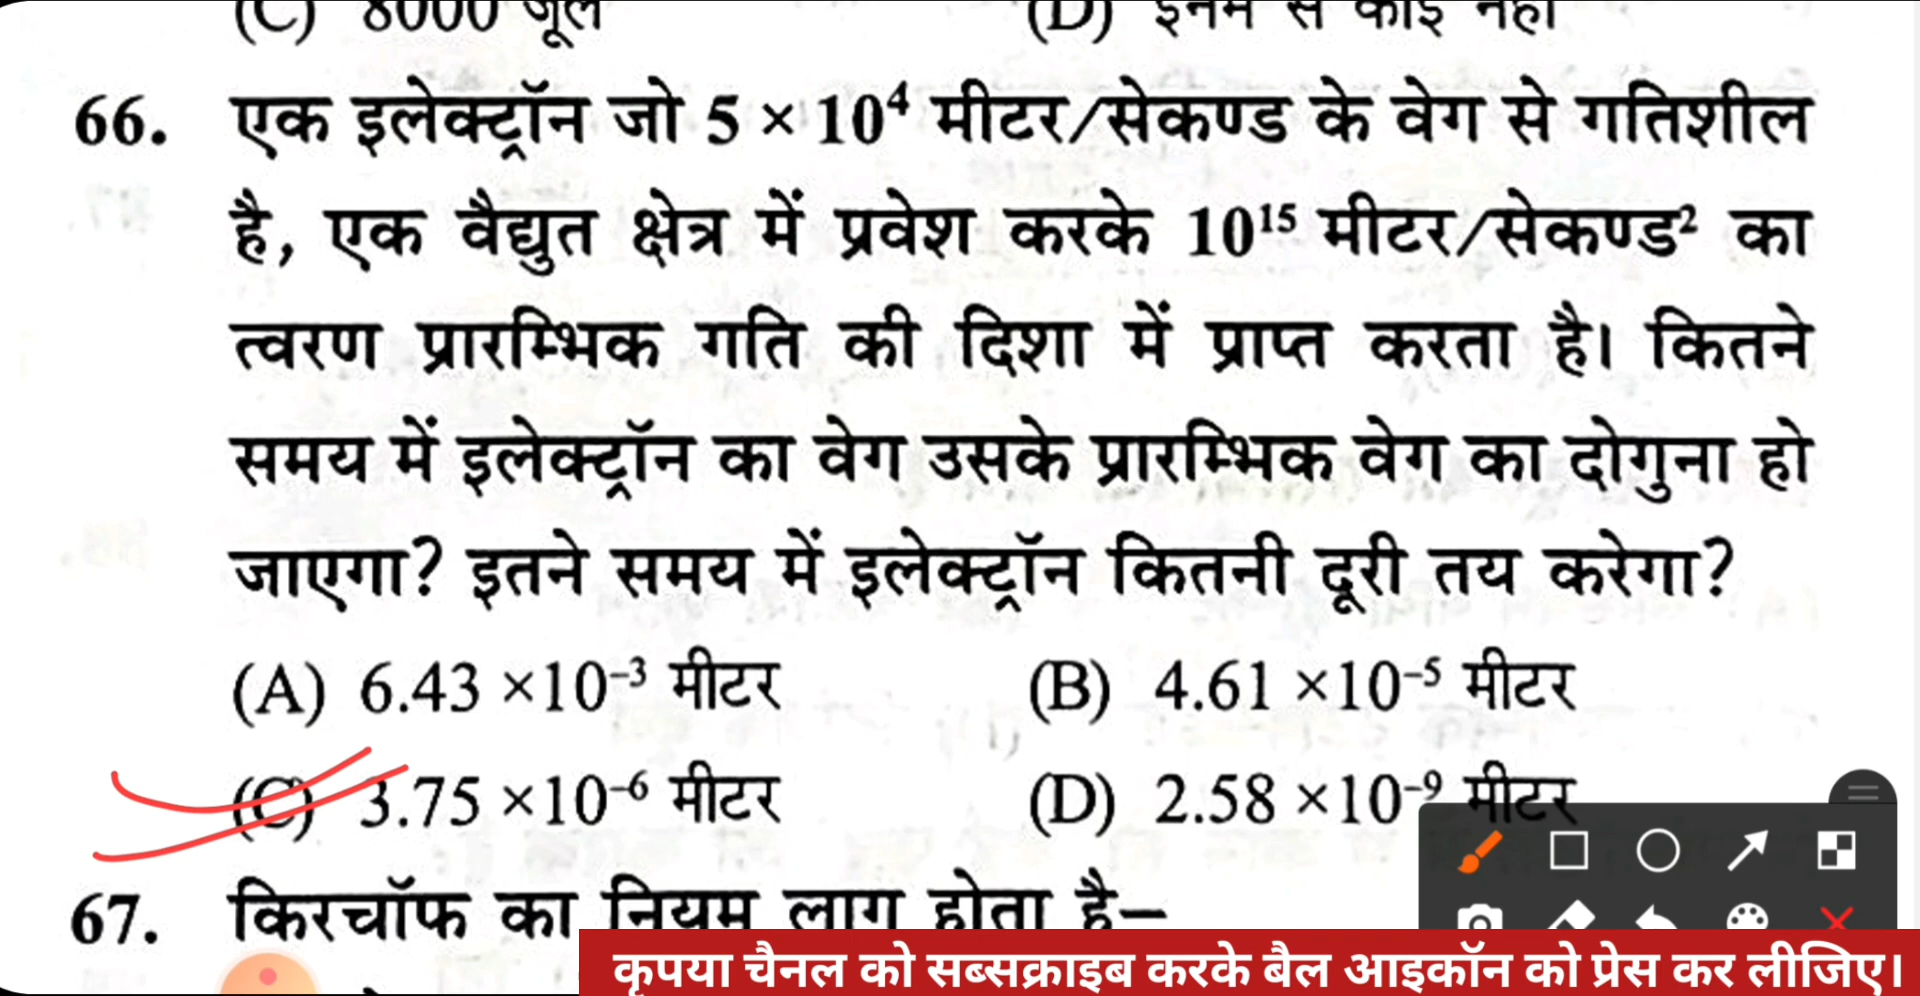 (C) 8000 जूल (D) इनमें से कोई नहीं
66. एक इलेक्ट्रॉन जो 5 × 10⁴ मीटर/सेकण्ड के वेग से गतिशील
है, एक वैद्युत क्षेत्र में प्रवेश करके 10¹⁵ मीटर/सेकण्ड² का
त्वरण प्रारम्भिक गति की दिशा में प्राप्त करता है। कितने
समय में इलेक्ट्रॉन का वेग उसके प्रारम्भिक वेग का दोगुना हो
जाएगा? इतने समय में इलेक्ट्रॉन कितनी दूरी तय करेगा?
(A) 6.43 ×10⁻³ मीटर (B) 4.61 ×10⁻⁵ मीटर
(C) 3.75 ×10⁻⁶ मीटर (D) 2.58 ×10⁻⁹ मीटर
67. किरचॉफ का नियम लागू होता है—
कृपया चैनल को सब्सक्राइब करके बैल आइकॉन को प्रेस कर लीजिए।